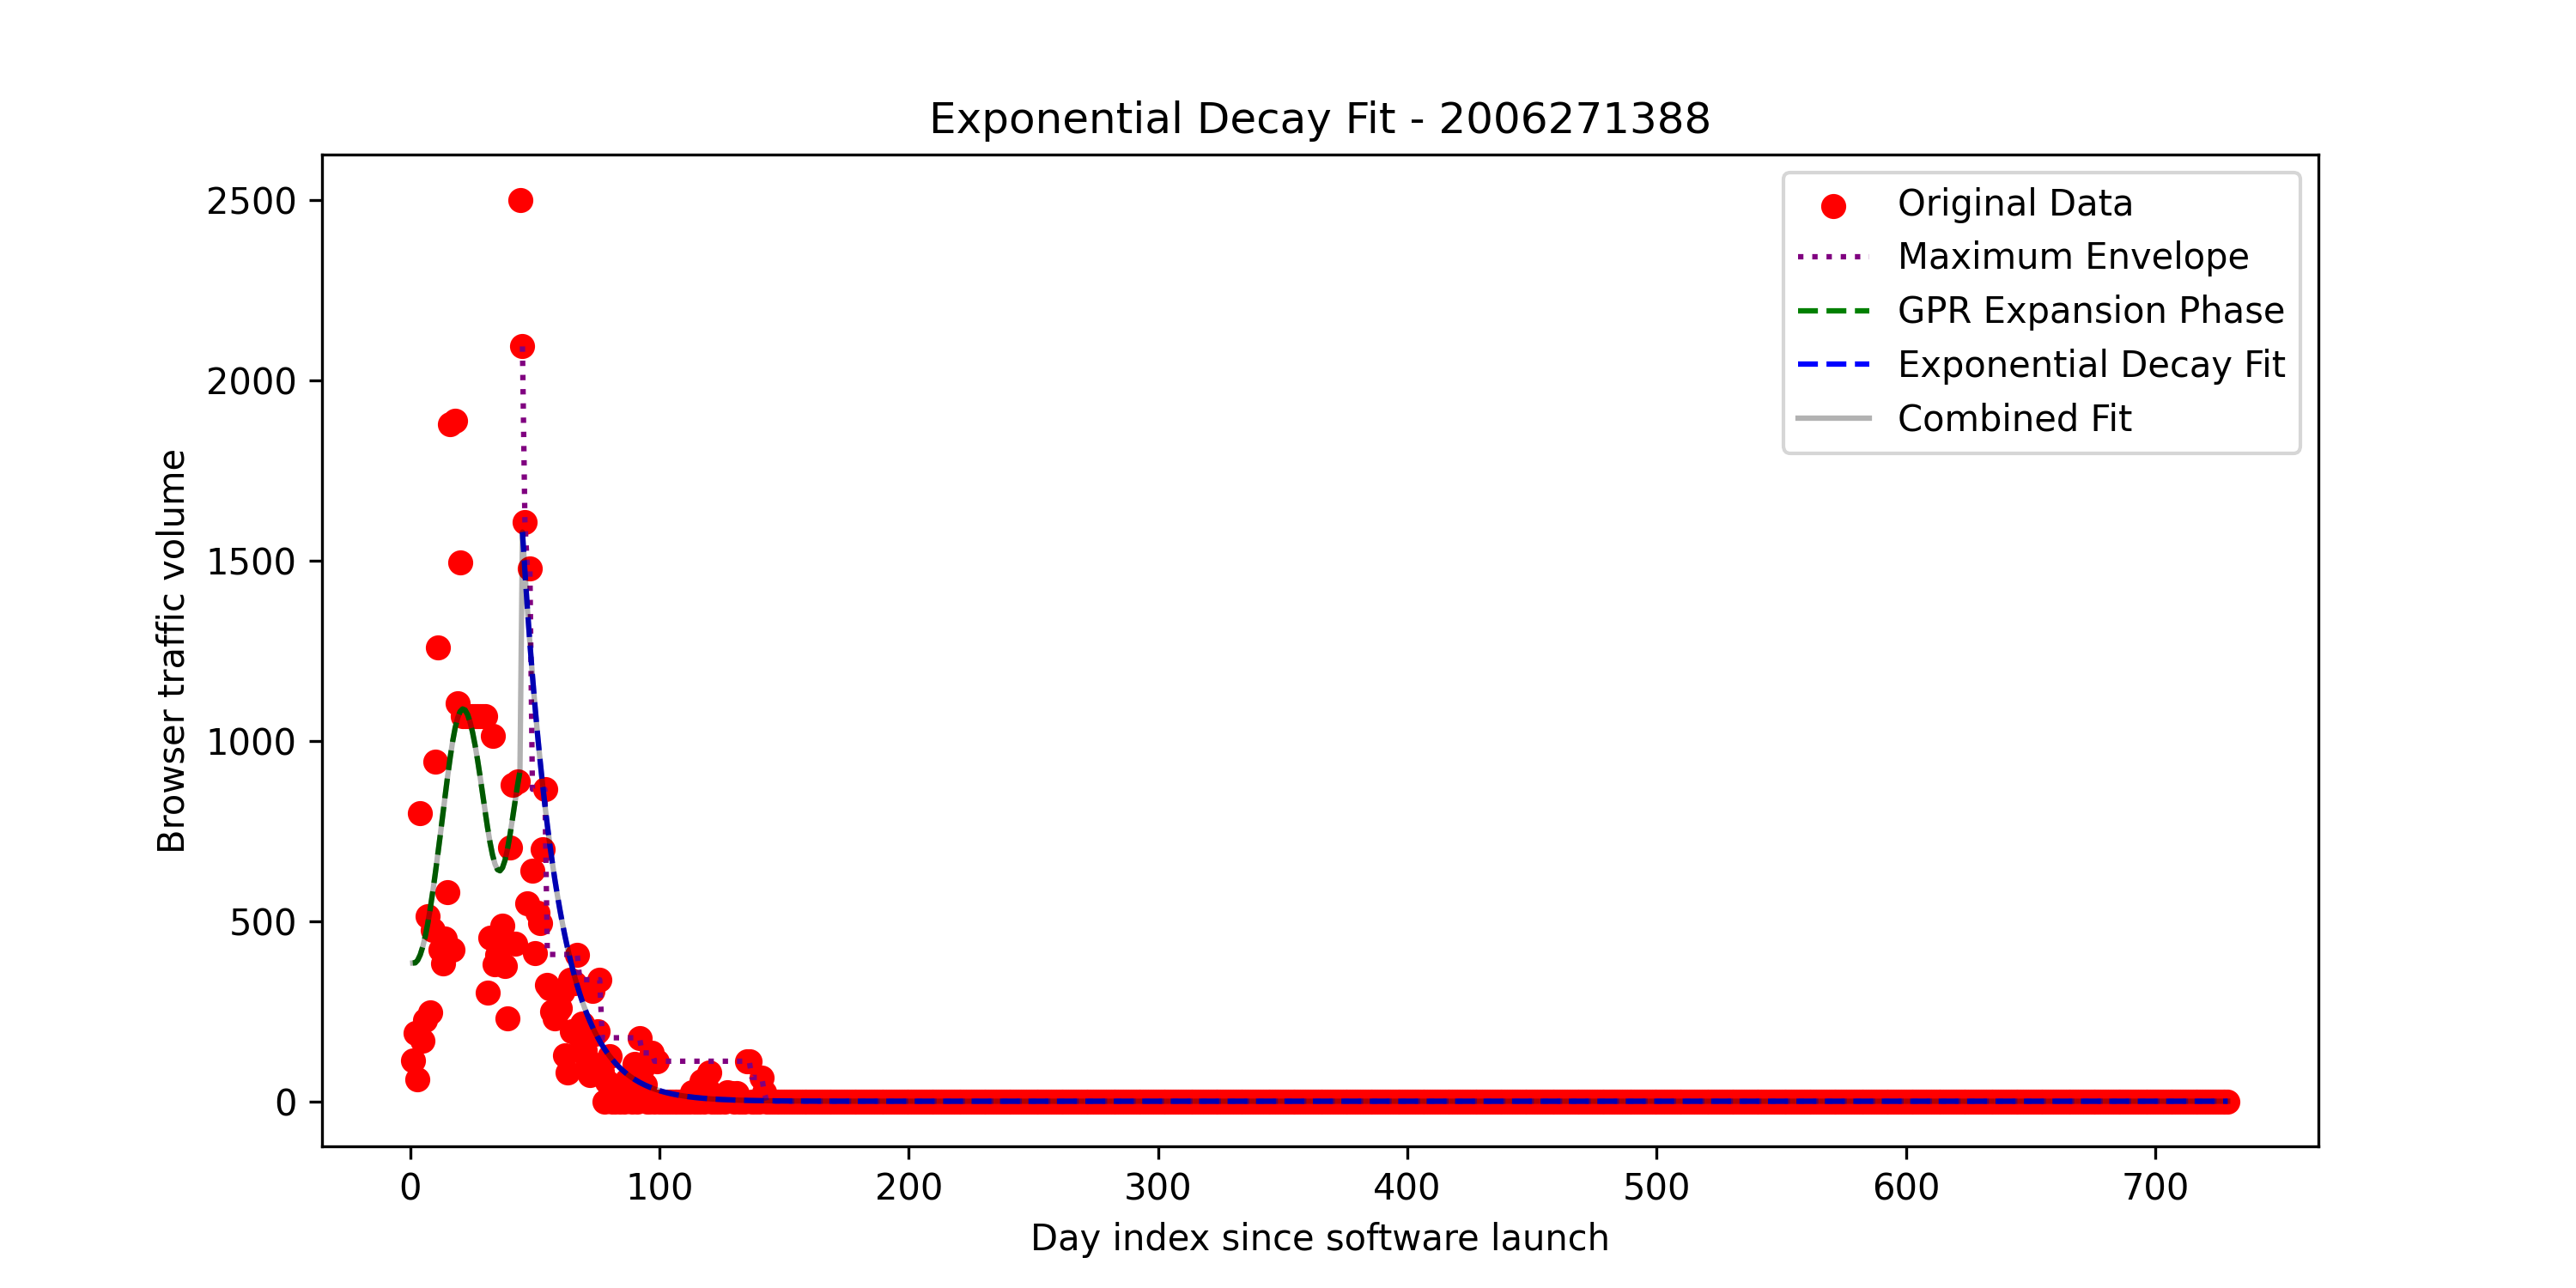 Exponential Decay Fit - 2006271388
Original Data
Maximum Envelope
GPR Expansion Phase
Exponential Decay Fit
Combined Fit
Browser traffic volume
2500
2000
1500
1000
500
0
0 100 200 300 400 500 600 700
Day index since software launch